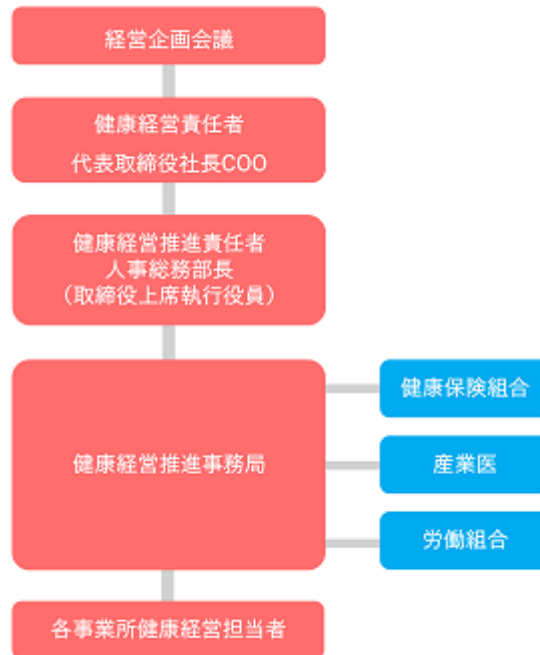 経営企画会議
健康経営責任者
代表取締役社長COO
健康経営推進責任者
人事総務部長
（取締役上席執行役員）
健康経営推進事務局
健康保険組合
産業医
労働組合
各事業所健康経営担当者